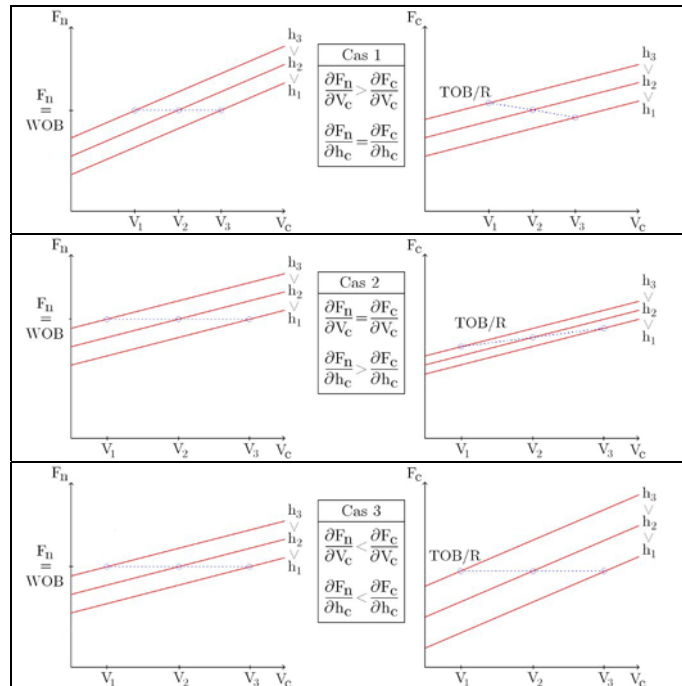 Fn
h3
∨
h2
∨
h1
Fn
=
WOB
V1 V2 V3 Vc
Cas 1
∂Fn/∂Vc > ∂Fc/∂Vc
∂Fn/∂hc = ∂Fc/∂hc
Fc
h3
∨
h2
∨
h1
TOB/R
V1 V2 V3 Vc
Fn
h3
∨
h2
∨
h1
Fn
=
WOB
V1 V2 V3 Vc
Cas 2
∂Fn/∂Vc = ∂Fc/∂Vc
∂Fn/∂hc > ∂Fc/∂hc
Fc
h3
∨
h2
∨
h1
TOB/R
V1 V2 V3 Vc
Fn
h3
∨
h2
∨
h1
Fn
=
WOB
V1 V2 V3 Vc
Cas 3
∂Fn/∂Vc < ∂Fc/∂Vc
∂Fn/∂hc < ∂Fc/∂hc
Fc
h3
∨
h2
∨
h1
TOB/R
V1 V2 V3 Vc